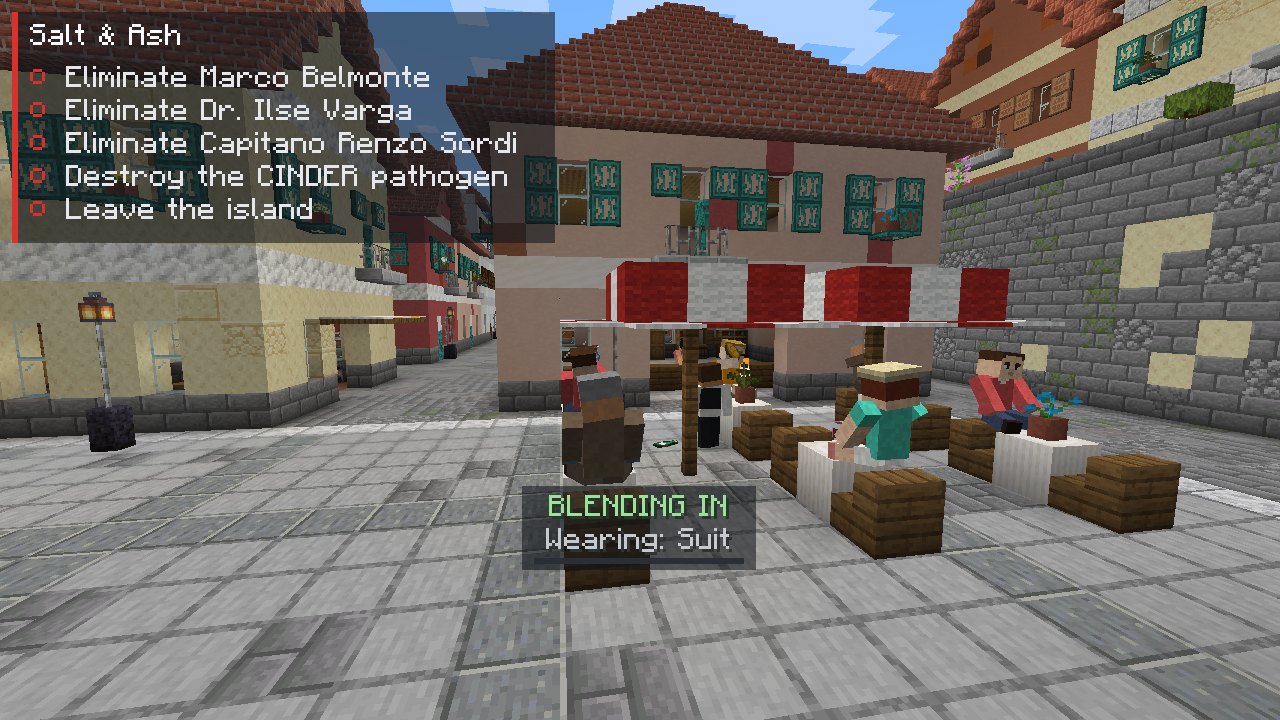 Salt & Ash
Eliminate Marco Belmonte
Eliminate Dr. Ilse Varga
Eliminate Capitano Renzo Sordi
Destroy the CINDER pathogen
Leave the island
BLENDING IN
Wearing: Suit